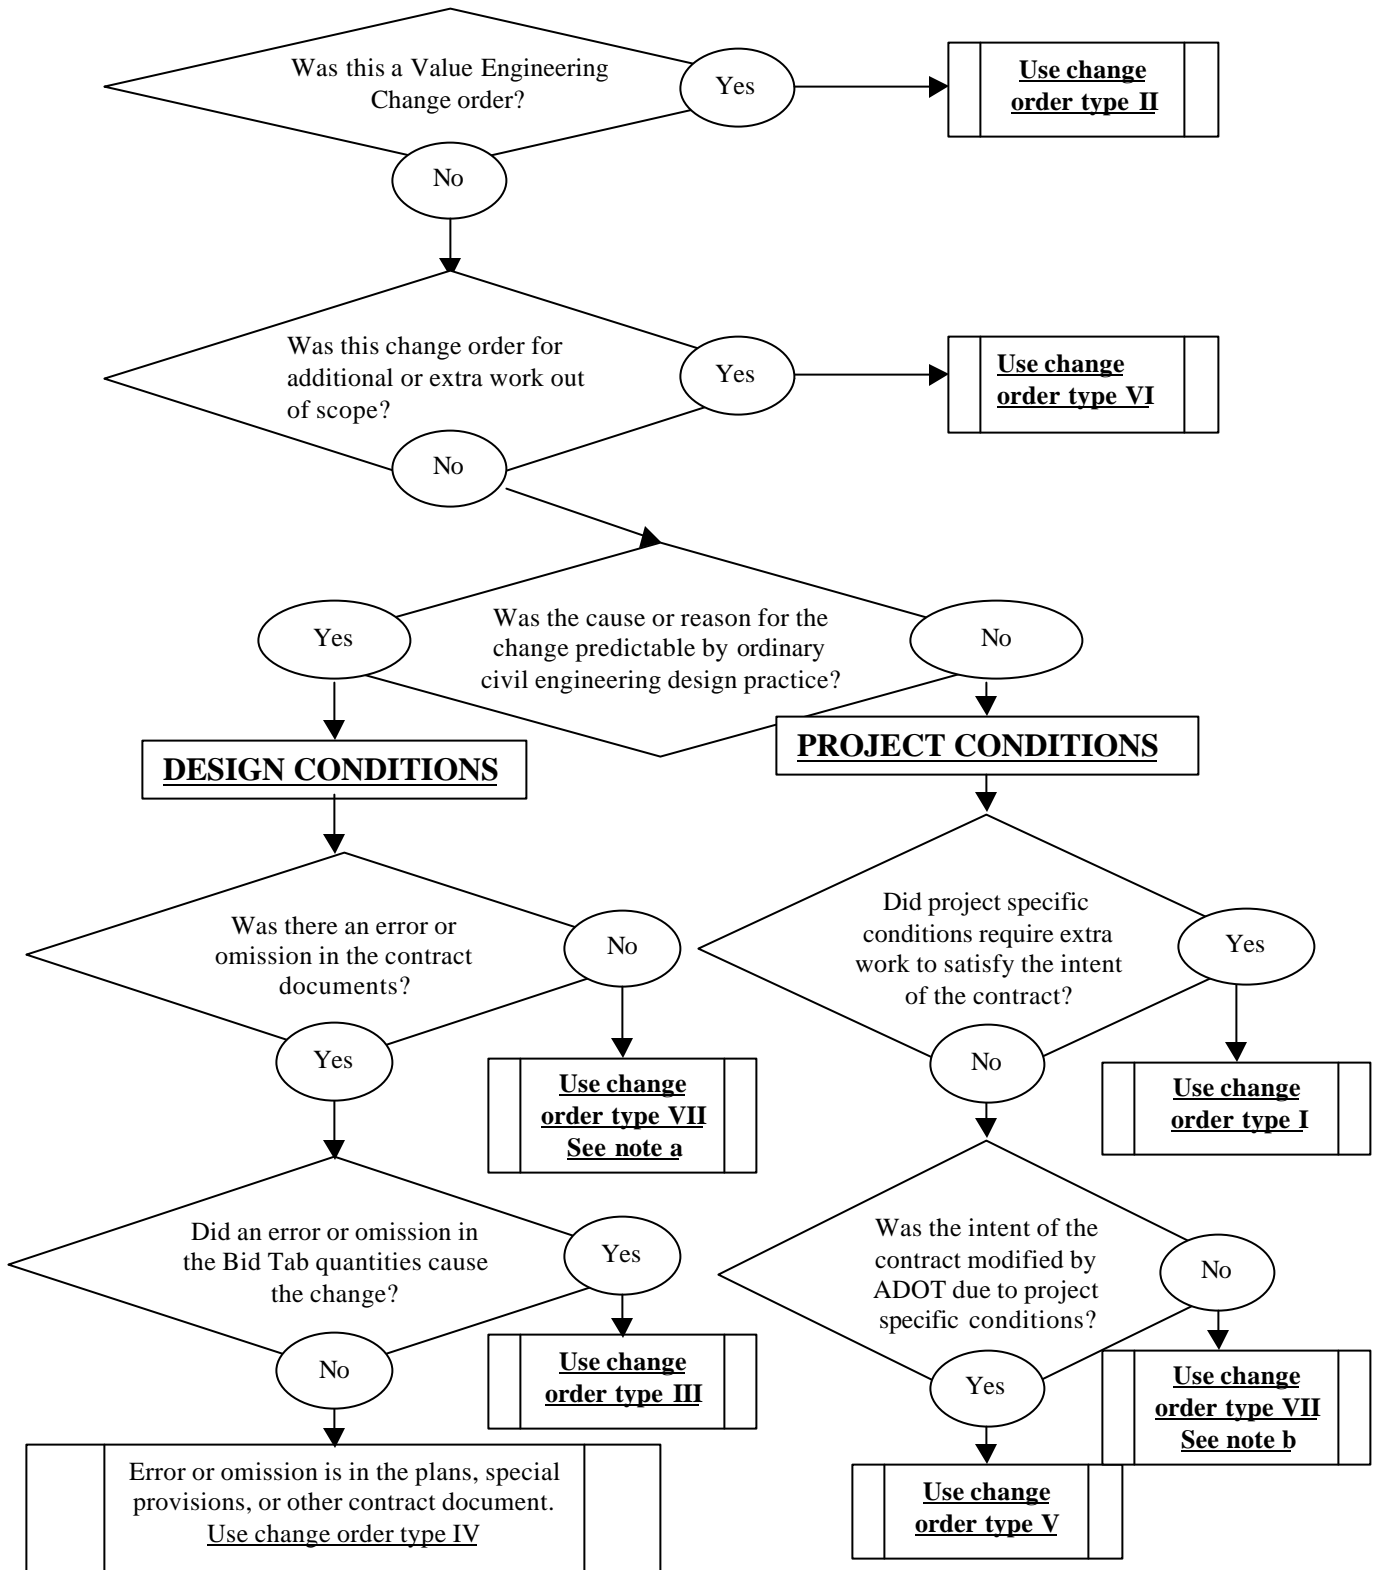 Was this a Value Engineering
Change order?
Yes
Use change
order type II
No
Was this change order for
additional or extra work out
of scope?
Yes
Use change
order type VI
No
Was the cause or reason for the
change predictable by ordinary
civil engineering design practice?
Yes
No
DESIGN CONDITIONS
PROJECT CONDITIONS
Was there an error or
omission in the contract
documents?
No
Yes
Use change
order type VII
See note a
Did project specific
conditions require extra
work to satisfy the intent
of the contract?
Yes
No
Use change
order type I
Did an error or omission in
the Bid Tab quantities cause
the change?
Yes
No
Use change
order type III
Was the intent of the
contract modified by
ADOT due to project
specific conditions?
No
Yes
Use change
order type VII
See note b
Error or omission is in the plans, special
provisions, or other contract document.
Use change order type IV
Use change
order type V